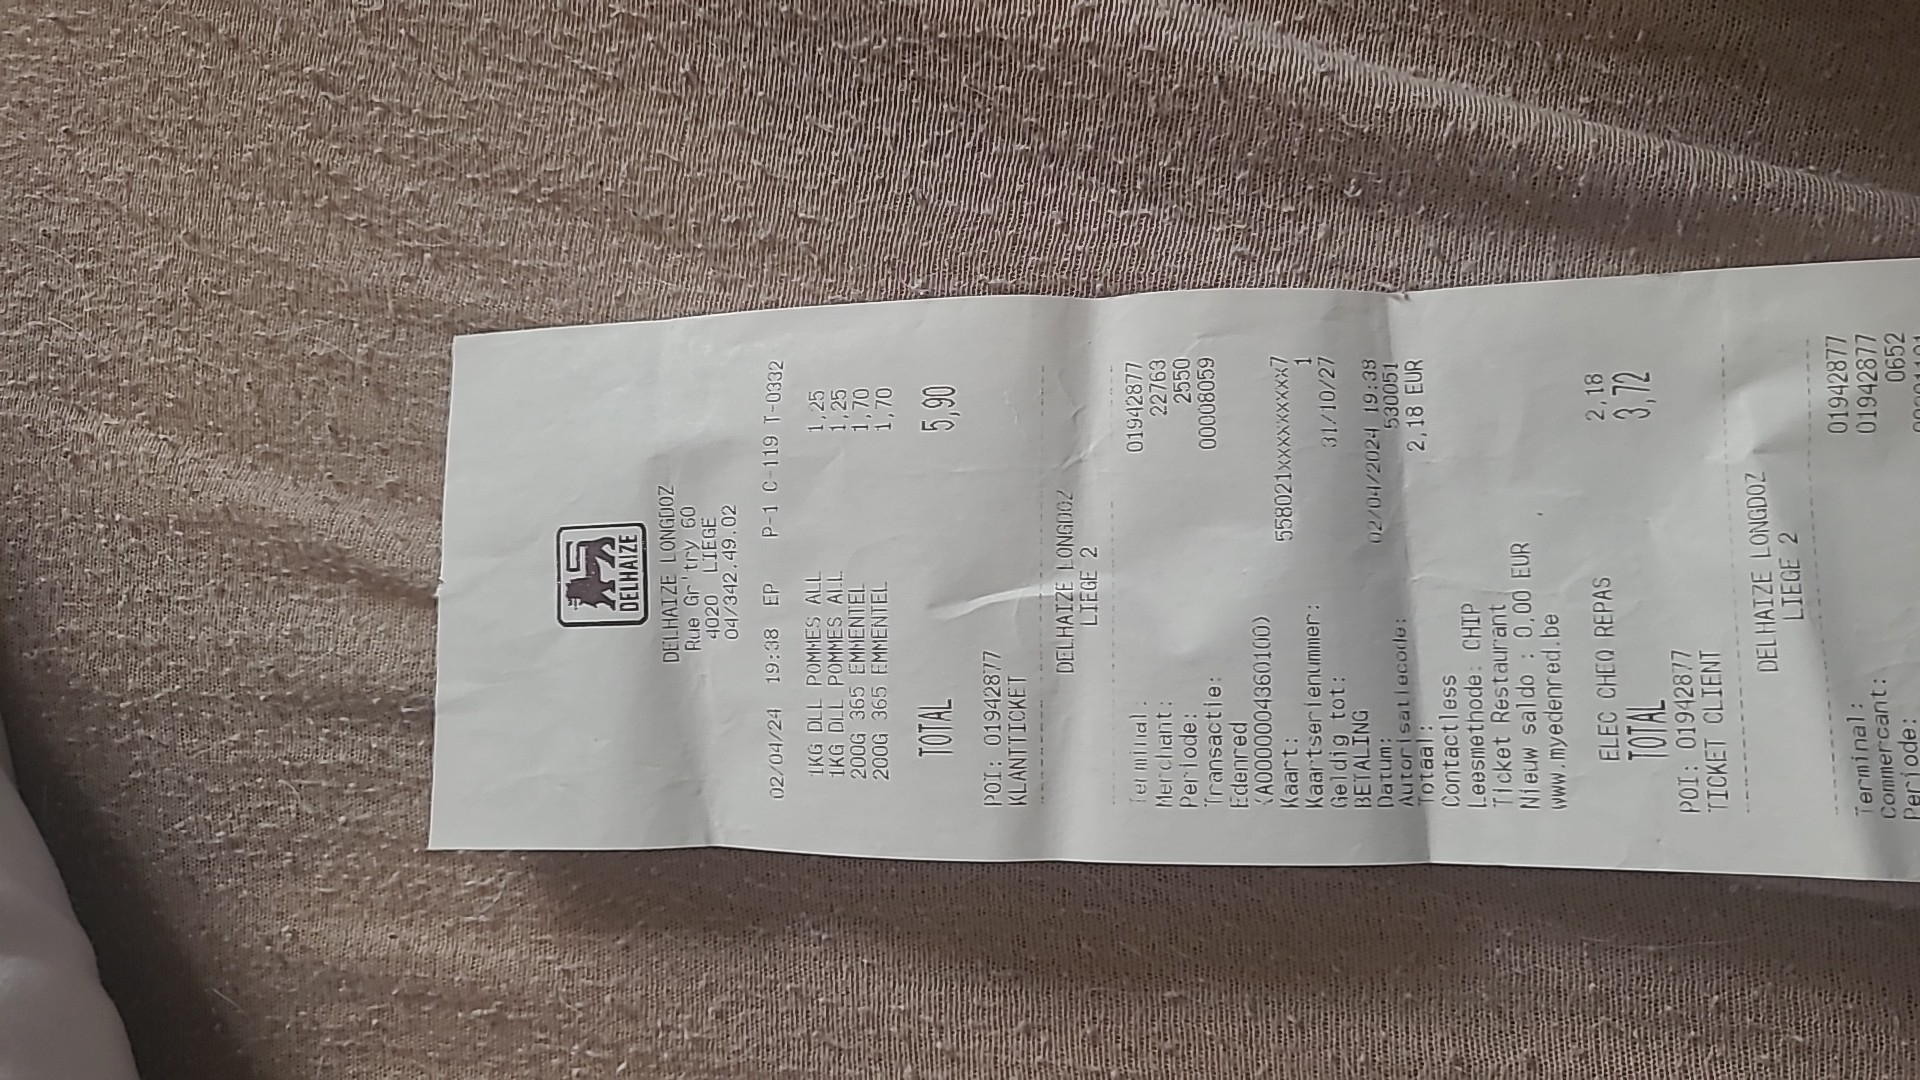 DELHAIZE
DELHAIZE LONGDOZ
Rue Gr'try 60
4020 LIEGE
04/342.49.02
02/04/24 19:38 EP P-1 C-119 T-0332
1KG DLL POMMES ALL 1,25
1KG DLL POMMES ALL 1,25
200G 365 EMMENTEL 1,70
200G 365 EMMENTEL 1,70
TOTAL 5,90
POI: 01942877
KLANTTICKET
DELHAIZE LONGDOZ
LIEGE 2
Terminal: 01942877
Merchant: 22763
Periode: 2550
Transactie: 00008059
Edenred
(A0000004360100)
Kaart: 558021XXXXXXXXXXXX7
Kaartserienummer: 1
Geldig tot: 31/10/27
BETALING
Datum: 02/04/2024 19:39
Autorisatiecode: 530051
Totaal: 2,18 EUR
Contactless
Leesmethode: CHIP
Ticket Restaurant
Nieuw saldo : 0,00 EUR
www.myedenred.be
ELEC CHEQ REPAS 2,18
TOTAL 3,72
POI: 01942877
TICKET CLIENT
DELHAIZE LONGDOZ
LIEGE 2
Terminal: 01942877
Commercant: 01942877
Periode: 0652